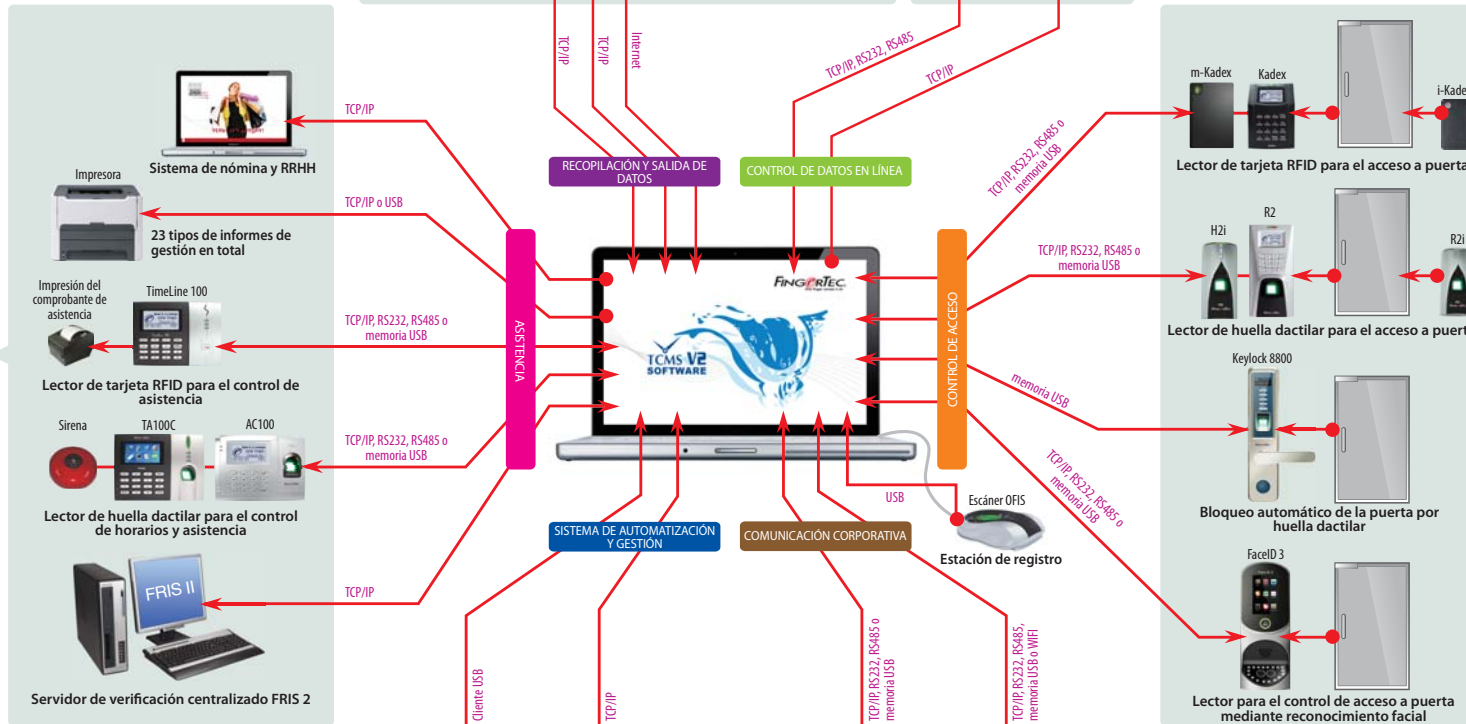 TCP/IP
TCP/IP
Internet
TCP/IP, RS232, RS485
TCP/IP
Sistema de nómina y RRHH
TCP/IP
Impresora
TCP/IP o USB
23 tipos de informes de
gestión en total
Impresión del
comprobante de
asistencia
TimeLine 100
TCP/IP, RS232, RS485 o
memoria USB
Lector de tarjeta RFID para el control de
asistencia
Sirena
TA100C
AC100
TCP/IP, RS232, RS485 o
memoria USB
Lector de huella dactilar para el control
de horarios y asistencia
FRIS II
TCP/IP
Servidor de verificación centralizado FRIS 2
RECOPILACIÓN Y SALIDA DE
DATOS
CONTROL DE DATOS EN LÍNEA
ASISTENCIA
FINGERTEC
TCMS V2
SOFTWARE
CONTROL DE ACCESO
SISTEMA DE AUTOMATIZACIÓN
Y GESTIÓN
COMUNICACIÓN CORPORATIVA
USB
Escáner OFIS
Estación de registro
Cliente USB
TCP/IP
TCP/IP, RS232, RS485 o
memoria USB
TCP/IP, RS232, RS485,
memoria USB o WIFI
TCP/IP, RS232, RS485 o
memoria USB
m-Kadex
Kadex
i-Kade
Lector de tarjeta RFID para el acceso a puerta
TCP/IP, RS232, RS485 o
memoria USB
H2i
R2
R2i
Lector de huella dactilar para el acceso a puerta
memoria USB
Keylock 8800
Bloqueo automático de la puerta por
huella dactilar
TCP/IP, RS232, RS485 o
memoria USB
FaceID 3
Lector para el control de acceso a puerta
mediante reconocimiento facial